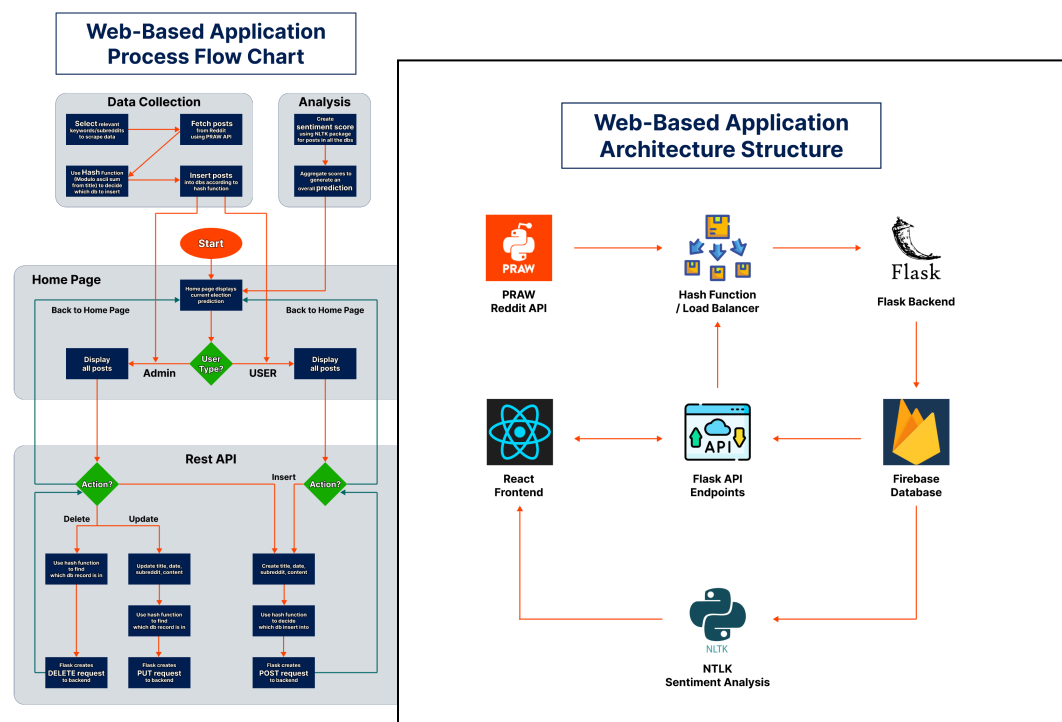 Web-Based Application
Process Flow Chart
Data Collection
Select relevant
keywords/subreddits
to scrape data
Fetch posts
from Reddit
using PRAW API
Use Hash Function
(Modulo ascii sum
from title) to decide
which db to insert
Insert posts
into dbs according to
hash function
Analysis
Create
sentiment score
using NLTK package
for posts in all the dbs
Aggregate scores to
generate an
overall prediction
Start
Home Page
Home page displays
current election
prediction
Back to Home Page
Back to Home Page
Display
all posts
Admin
User
Type?
USER
Display
all posts
Rest API
Action?
Insert
Action?
Delete
Update
Use hash function
to find
which db record is in
Update title, date,
subreddit, content
Create title, date,
subreddit, content
Use hash function
to find
which db record is in
Use hash function
to decide
which db insert into
Flask creates
DELETE request
to backend
Flask creates
PUT request
to backend
Flask creates
POST request
to backend
Web-Based Application
Architecture Structure
PRAW
PRAW
Reddit API
Hash Function
/ Load Balancer
Flask
Flask Backend
React
Frontend
API
Flask API
Endpoints
Firebase
Database
NLTK
NTLK
Sentiment Analysis